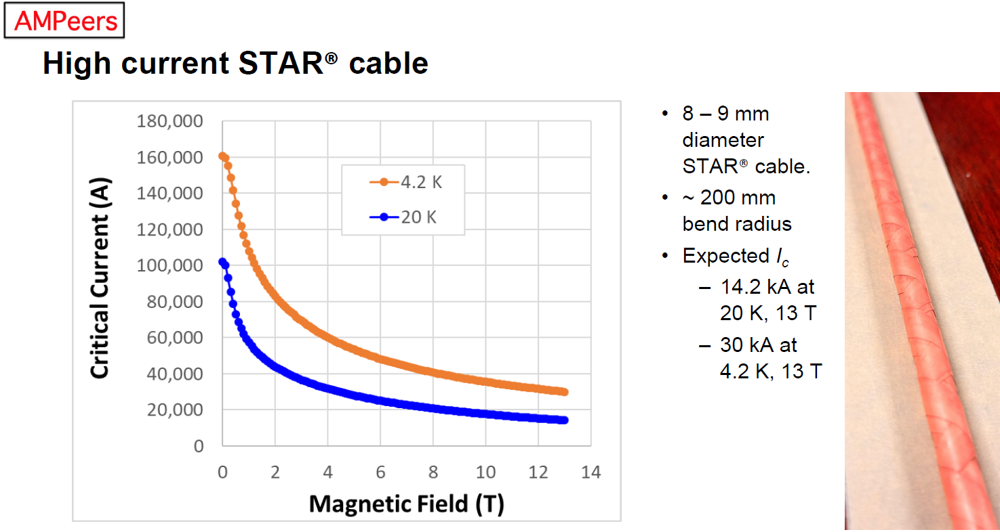 AMPeers
High current STAR® cable
180,000
160,000
140,000
120,000
100,000
80,000
60,000
40,000
20,000
0
0 2 4 6 8 10 12 14
Critical Current (A)
Magnetic Field (T)
4.2 K
20 K
• 8 – 9 mm
diameter
STAR® cable.
• ~ 200 mm
bend radius
• Expected Ic
– 14.2 kA at
20 K, 13 T
– 30 kA at
4.2 K, 13 T